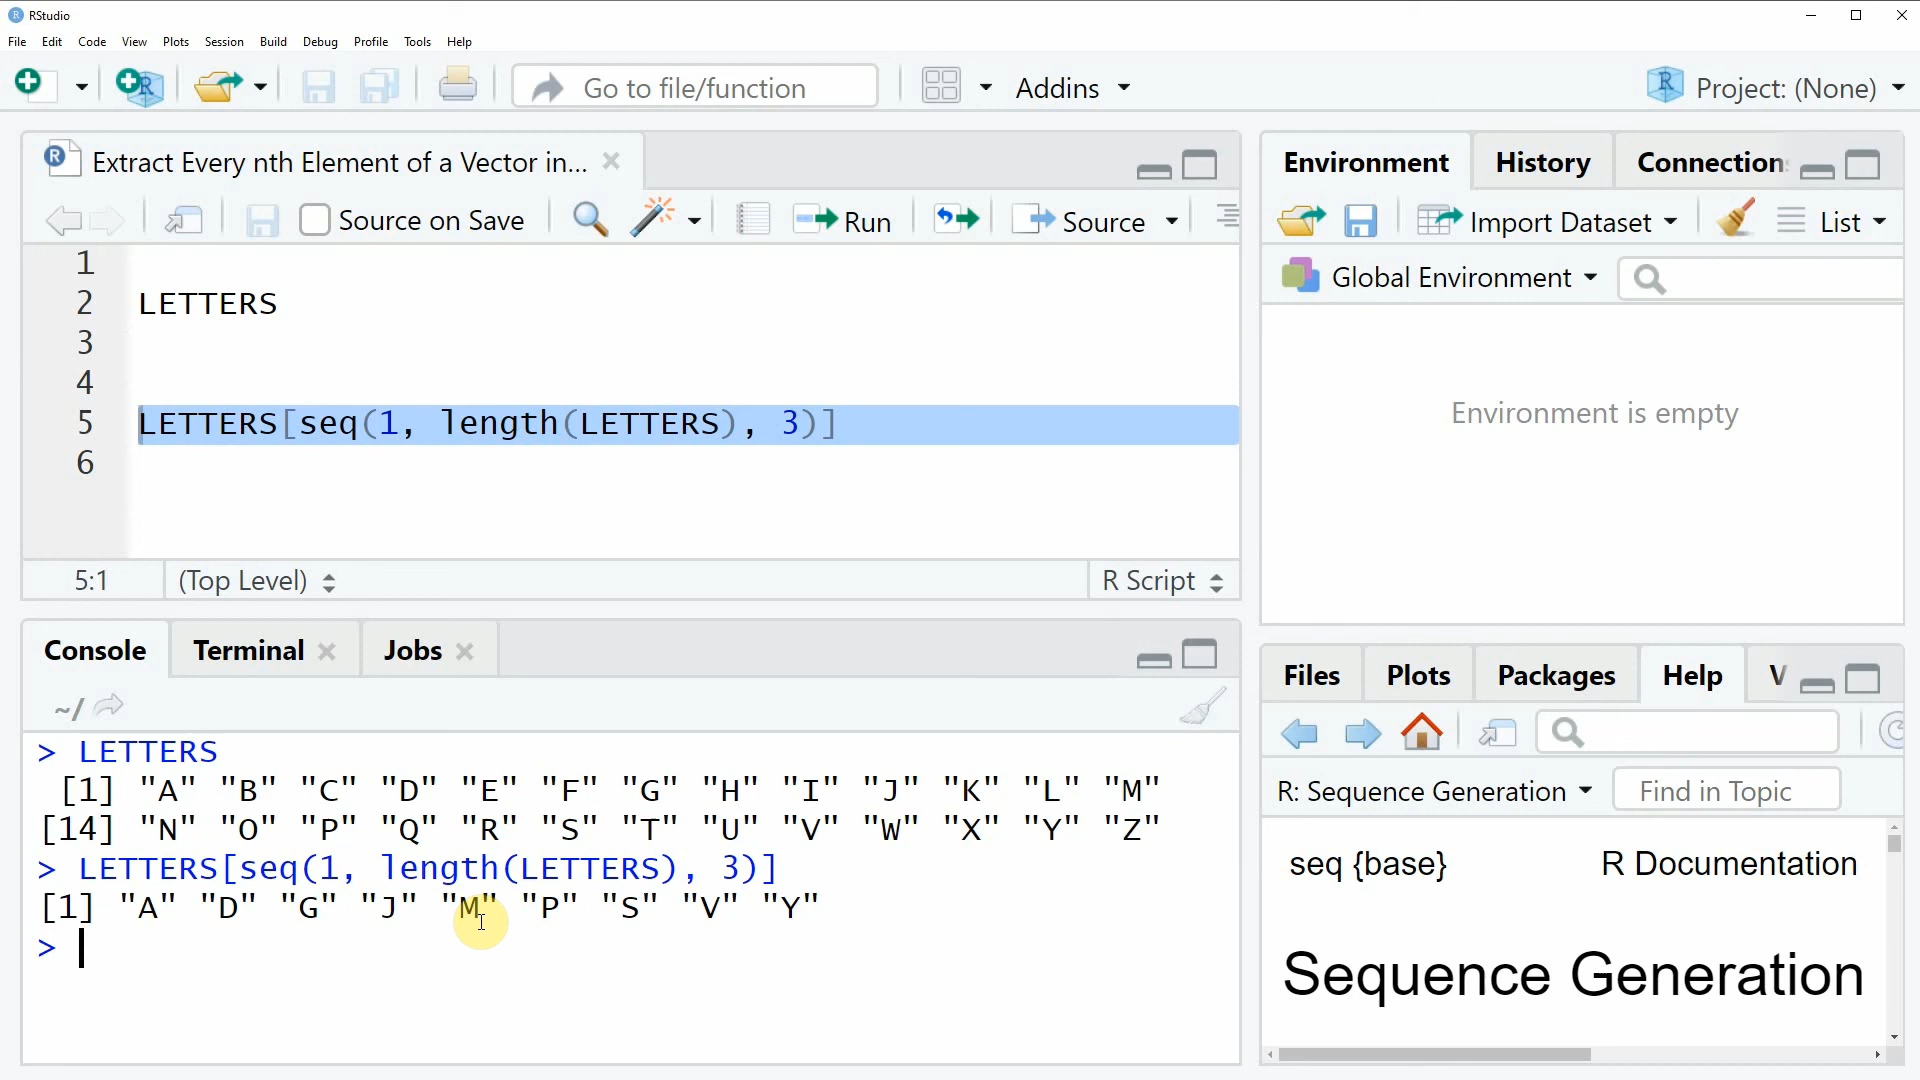 RStudio
File Edit Code View Plots Session Build Debug Profile Tools Help
Go to file/function Addins Project: (None)
Extract Every nth Element of a Vector in...
Source on Save Run Source
1
2 LETTERS
3
4
5 LETTERS[seq(1, length(LETTERS), 3)]
6
5:1 (Top Level) R Script
Console Terminal Jobs
~/
> LETTERS
[1] "A" "B" "C" "D" "E" "F" "G" "H" "I" "J" "K" "L" "M"
[14] "N" "O" "P" "Q" "R" "S" "T" "U" "V" "W" "X" "Y" "Z"
> LETTERS[seq(1, length(LETTERS), 3)]
[1] "A" "D" "G" "J" "M" "P" "S" "V" "Y"
>
Environment History Connection
Import Dataset List
Global Environment
Environment is empty
Files Plots Packages Help V
R: Sequence Generation Find in Topic
seq {base} R Documentation
Sequence Generation